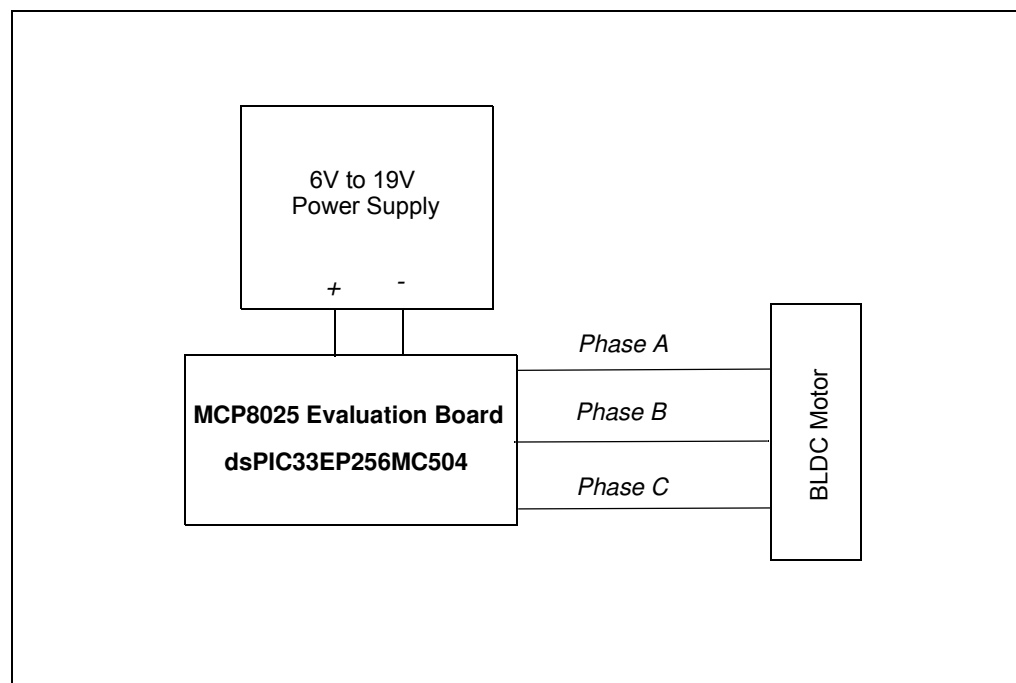 6V to 19V
Power Supply
+ -
MCP8025 Evaluation Board
dsPIC33EP256MC504
Phase A
Phase B
Phase C
BLDC Motor